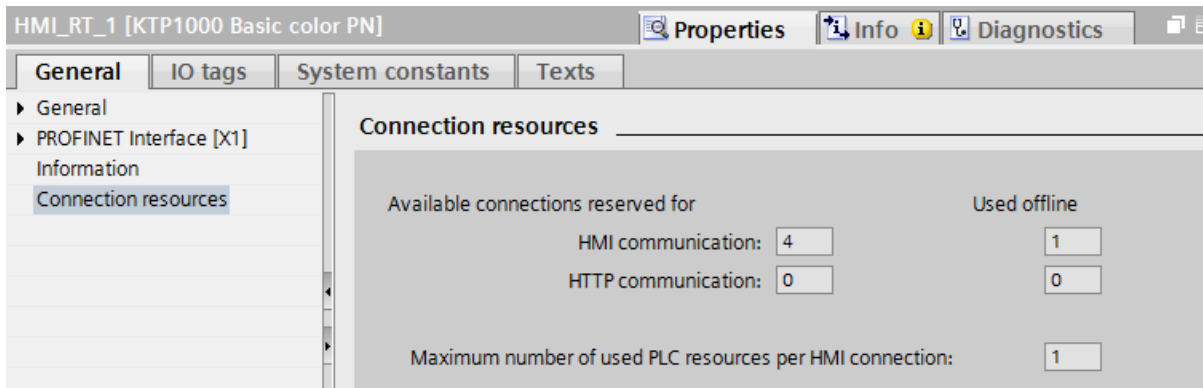 HMI_RT_1 [KTP1000 Basic color PN]
Properties
Info
Diagnostics
General
IO tags
System constants
Texts
General
PROFINET Interface [X1]
Information
Connection resources
Connection resources
Available connections reserved for
Used offline
HMI communication: 4
1
HTTP communication: 0
0
Maximum number of used PLC resources per HMI connection:
1